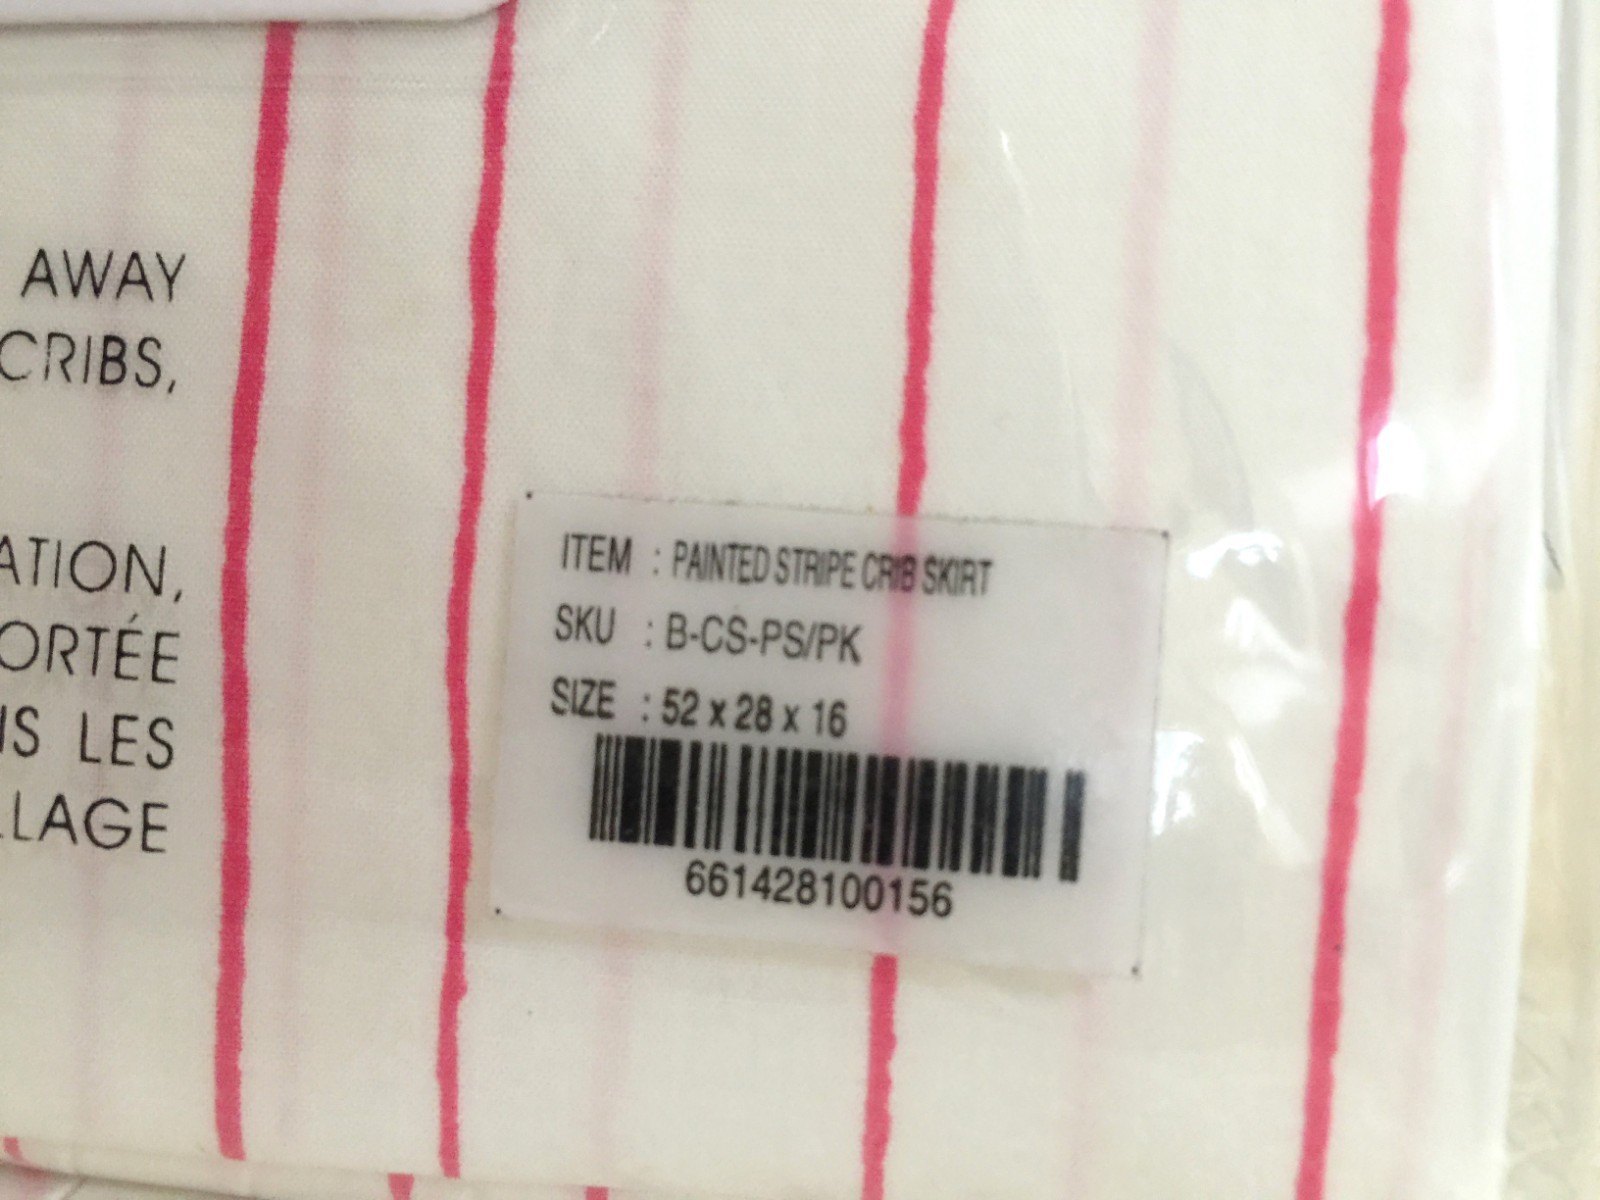 AWAY
CRIBS,
ATION,
ORTÉE
LES
LLAGE
ITEM : PAINTED STRIPE CRIB SKIRT
SKU : B-CS-PS/PK
SIZE : 52 x 28 x 16
661428100156